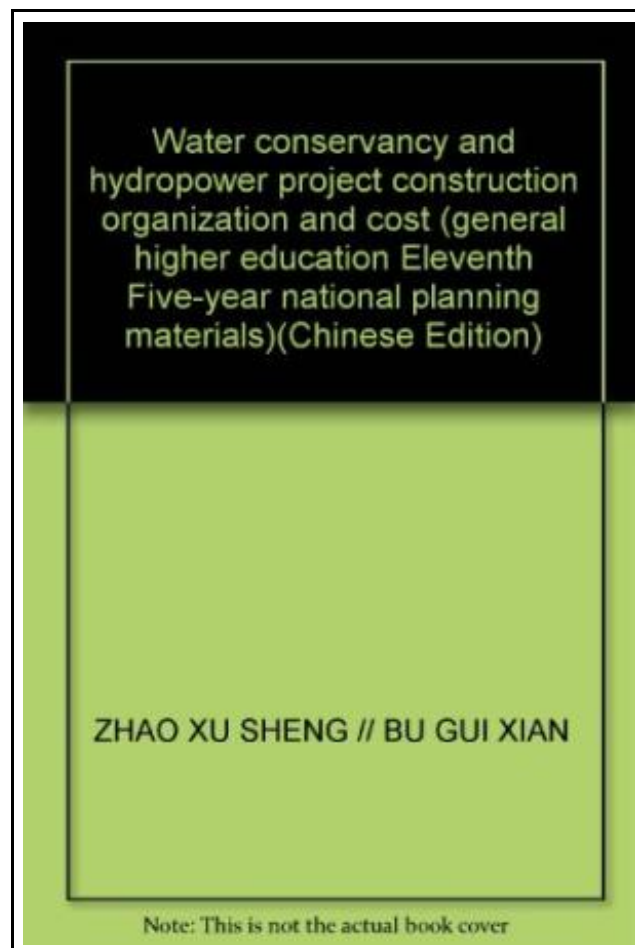 Water conservancy and
hydropower project construction
organization and cost (general
higher education Eleventh
Five-year national planning
materials)(Chinese Edition)
ZHAO XU SHENG // BU GUI XIAN
Note: This is not the actual book cover